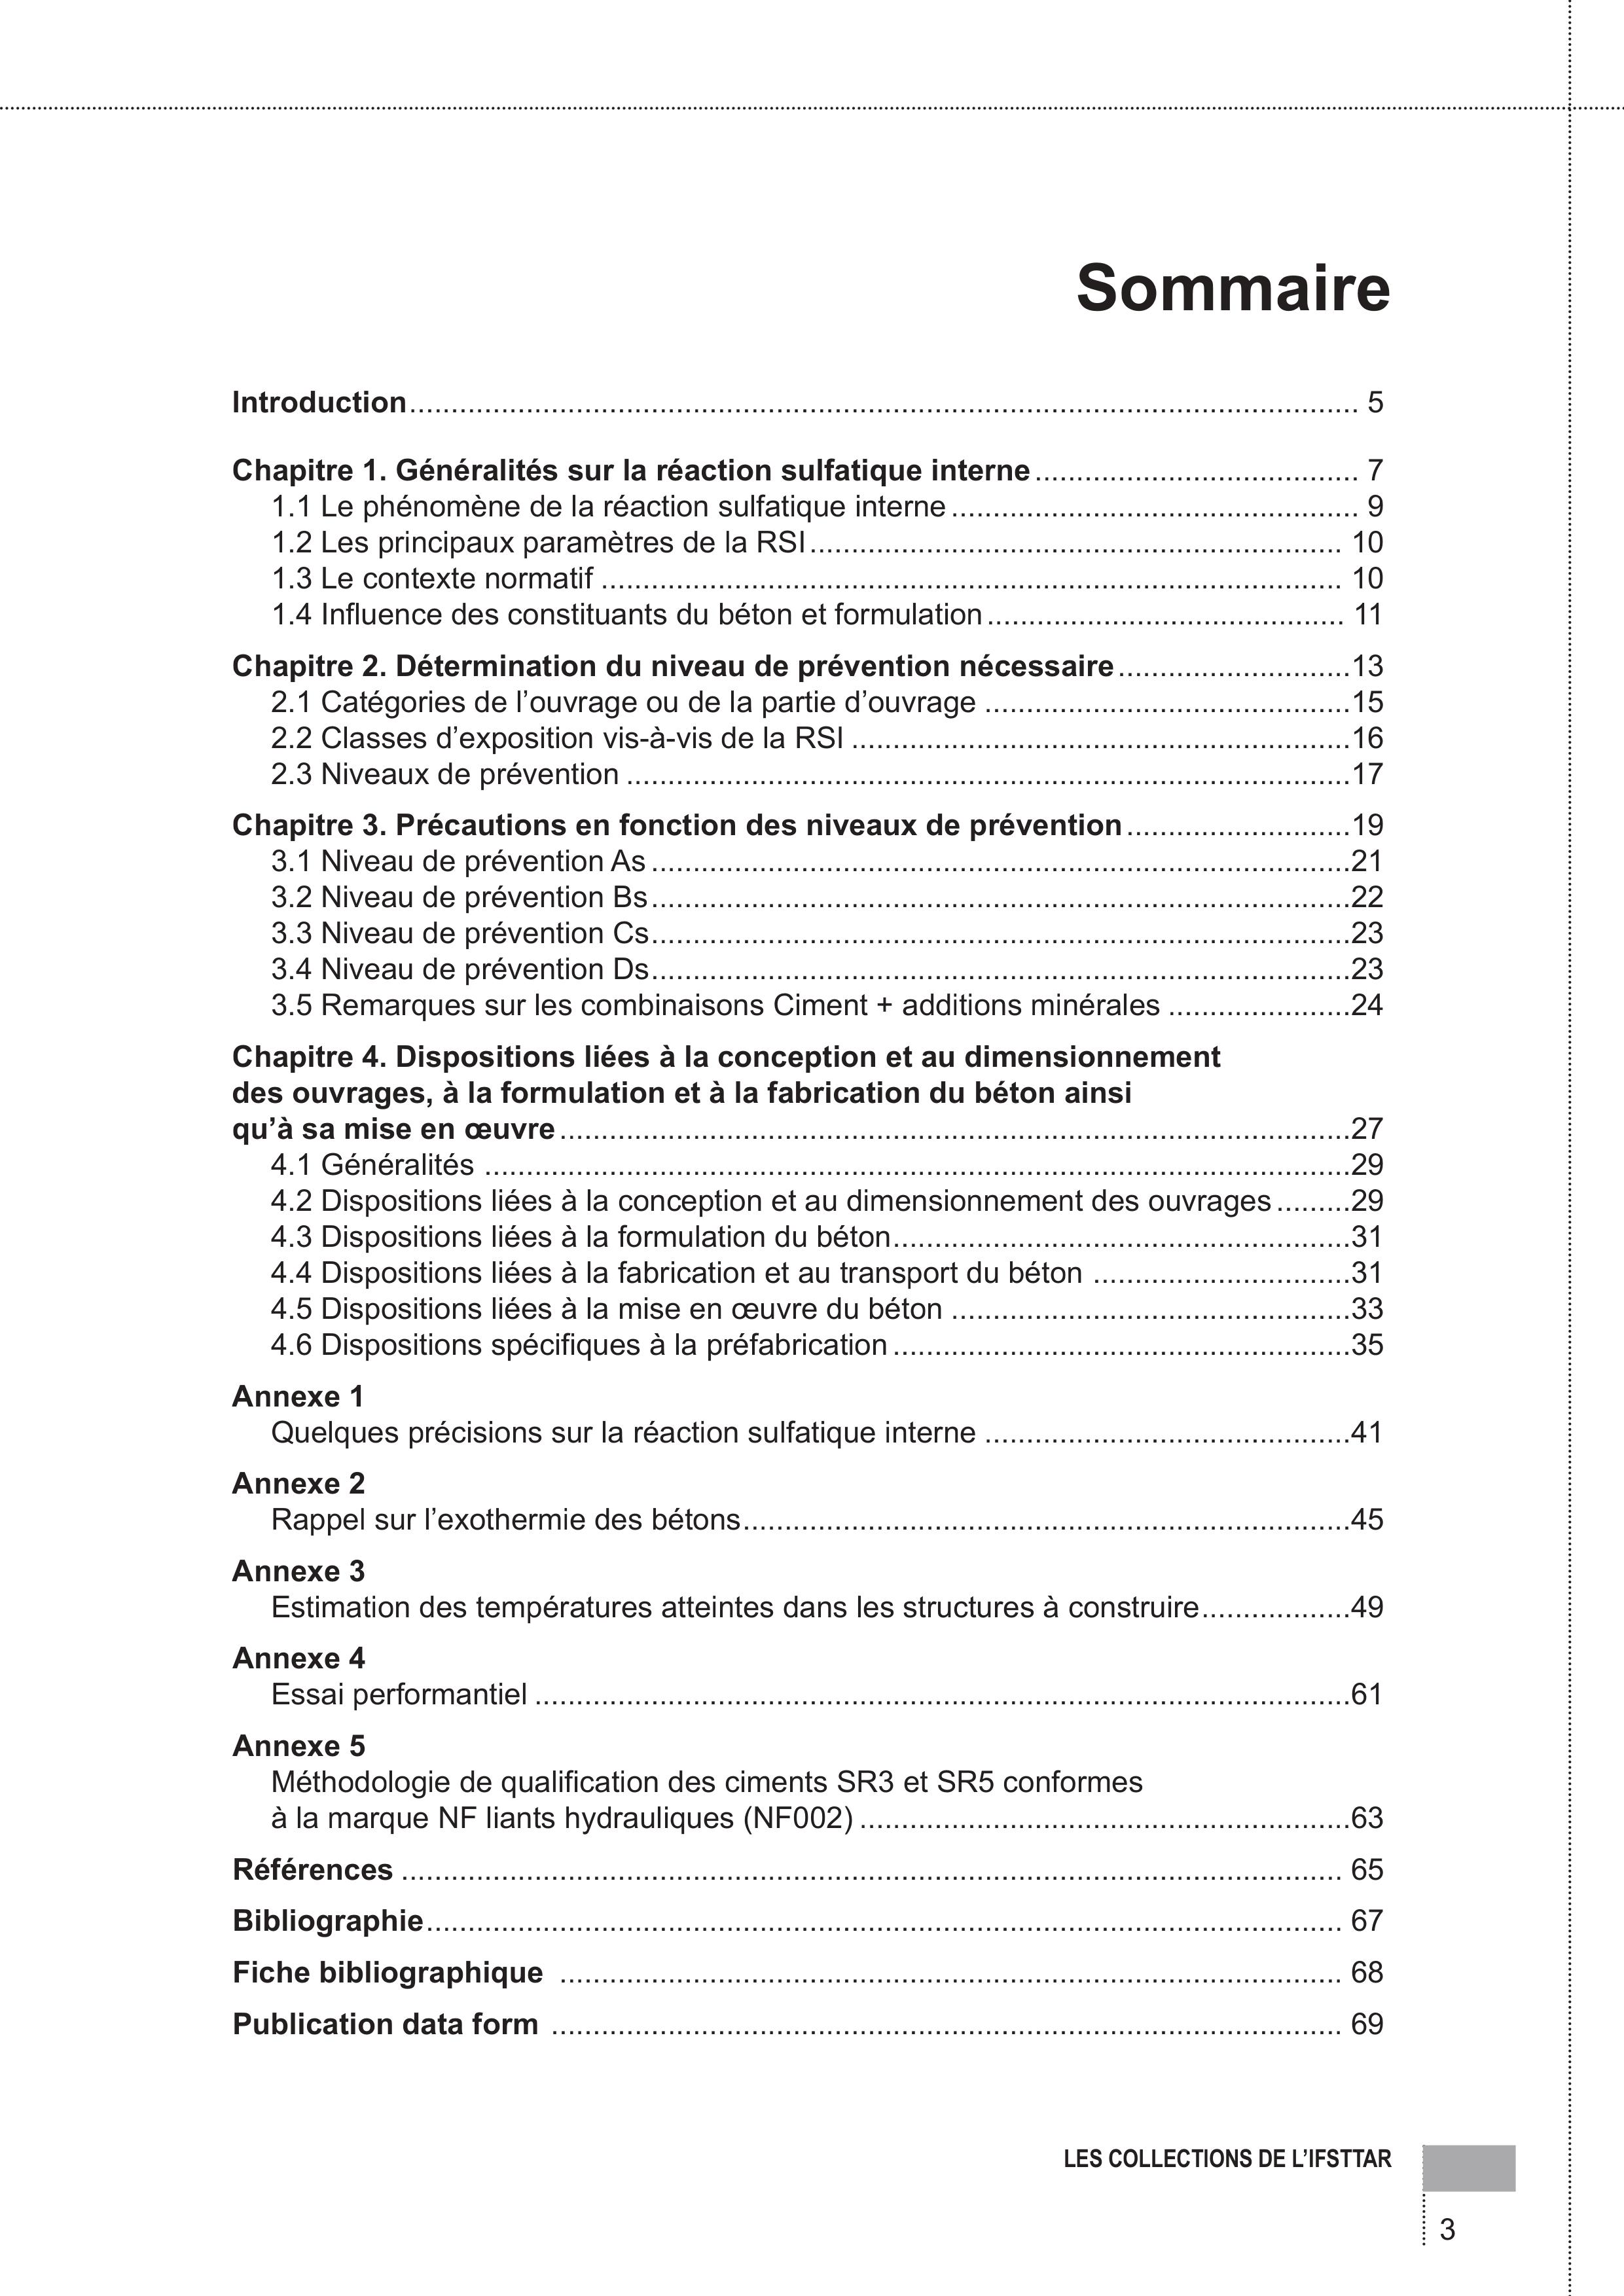 Sommaire
Introduction................................................................ 5
Chapitre 1. Généralités sur la réaction sulfatique interne....................................... 7
1.1 Le phénomène de la réaction sulfatique interne................................................. 9
1.2 Les principaux paramètres de la RSI................................................................ 10
1.3 Le contexte normatif ......................................................................................... 10
1.4 Influence des constituants du béton et formulation........................................... 11
Chapitre 2. Détermination du niveau de prévention nécessaire............................13
2.1 Catégories de l’ouvrage ou de la partie d’ouvrage ............................................15
2.2 Classes d’exposition vis-à-vis de la RSI ............................................................16
2.3 Niveaux de prévention .......................................................................................17
Chapitre 3. Précautions en fonction des niveaux de prévention...........................19
3.1 Niveau de prévention As....................................................................................21
3.2 Niveau de prévention Bs....................................................................................22
3.3 Niveau de prévention Cs....................................................................................23
3.4 Niveau de prévention Ds....................................................................................23
3.5 Remarques sur les combinaisons Ciment + additions minérales ......................24
Chapitre 4. Dispositions liées à la conception et au dimensionnement
des ouvrages, à la formulation et à la fabrication du béton ainsi
qu’à sa mise en œuvre...............................................................................................27
4.1 Généralités ........................................................................................................29
4.2 Dispositions liées à la conception et au dimensionnement des ouvrages.........29
4.3 Dispositions liées à la formulation du béton.......................................................31
4.4 Dispositions liées à la fabrication et au transport du béton ...............................31
4.5 Dispositions liées à la mise en œuvre du béton ................................................33
4.6 Dispositions spécifiques à la préfabrication.......................................................35
Annexe 1
Quelques précisions sur la réaction sulfatique interne ............................................41
Annexe 2
Rappel sur l’exothermie des bétons.........................................................................45
Annexe 3
Estimation des températures atteintes dans les structures à construire..................49
Annexe 4
Essai performantiel ..................................................................................................61
Annexe 5
Méthodologie de qualification des ciments SR3 et SR5 conformes
à la marque NF liants hydrauliques (NF002) ...........................................................63
Références ................................................................................................................. 65
Bibliographie.............................................................................................................. 67
Fiche bibliographique .............................................................................................. 68
Publication data form ............................................................................................... 69
LES COLLECTIONS DE L’IFSTTAR
3